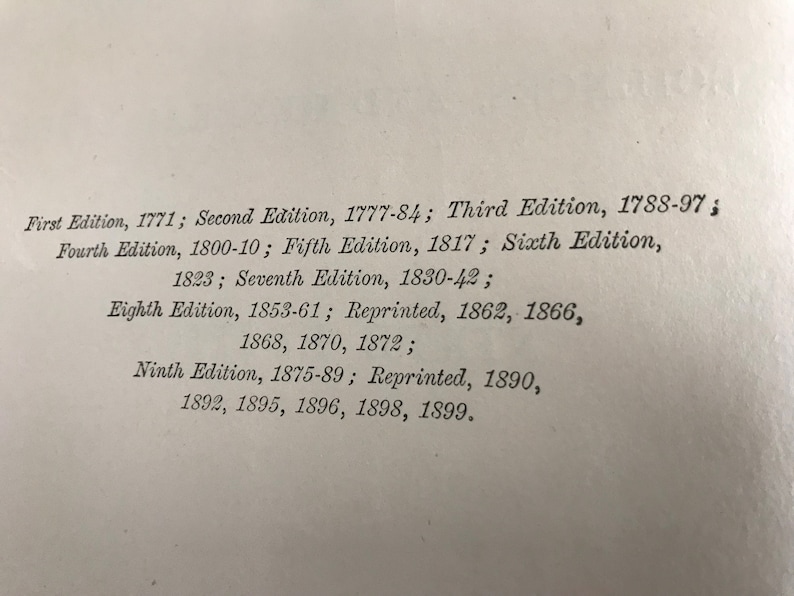 First Edition, 1771; Second Edition, 1777-84; Third Edition, 1788-97;
Fourth Edition, 1800-10; Fifth Edition, 1817; Sixth Edition,
1823; Seventh Edition, 1830-42;
Eighth Edition, 1853-61; Reprinted, 1862, 1866,
1868, 1870, 1872;
Ninth Edition, 1875-89; Reprinted, 1890,
1892, 1895, 1896, 1898, 1899.